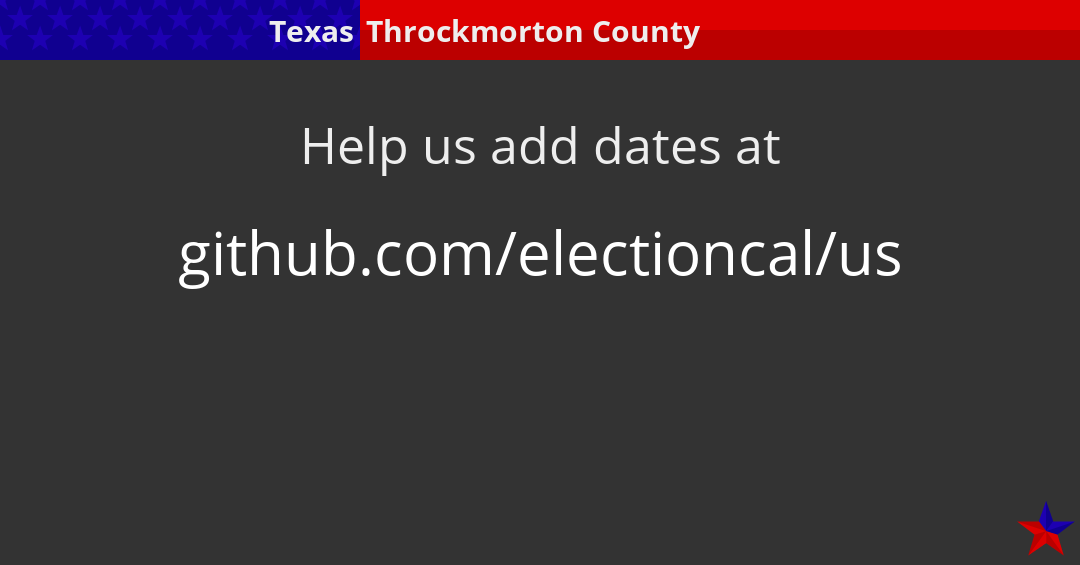 Texas Throckmorton County
Help us add dates at
github.com/electioncal/us